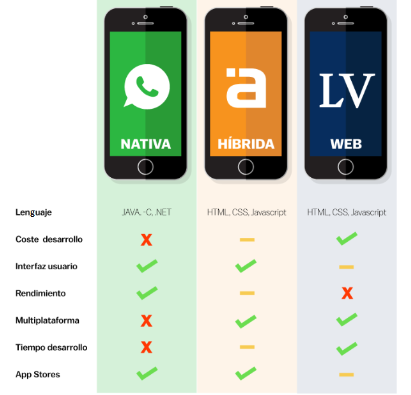 ä
LV
NATIVA
HÍBRIDA
WEB
Lenguaje JAVA, -C, .NET HTML, CSS, Javascript HTML, CSS, Javascript
Coste desarrollo
Interfaz usuario
Rendimiento
Multiplataforma
Tiempo desarrollo
App Stores